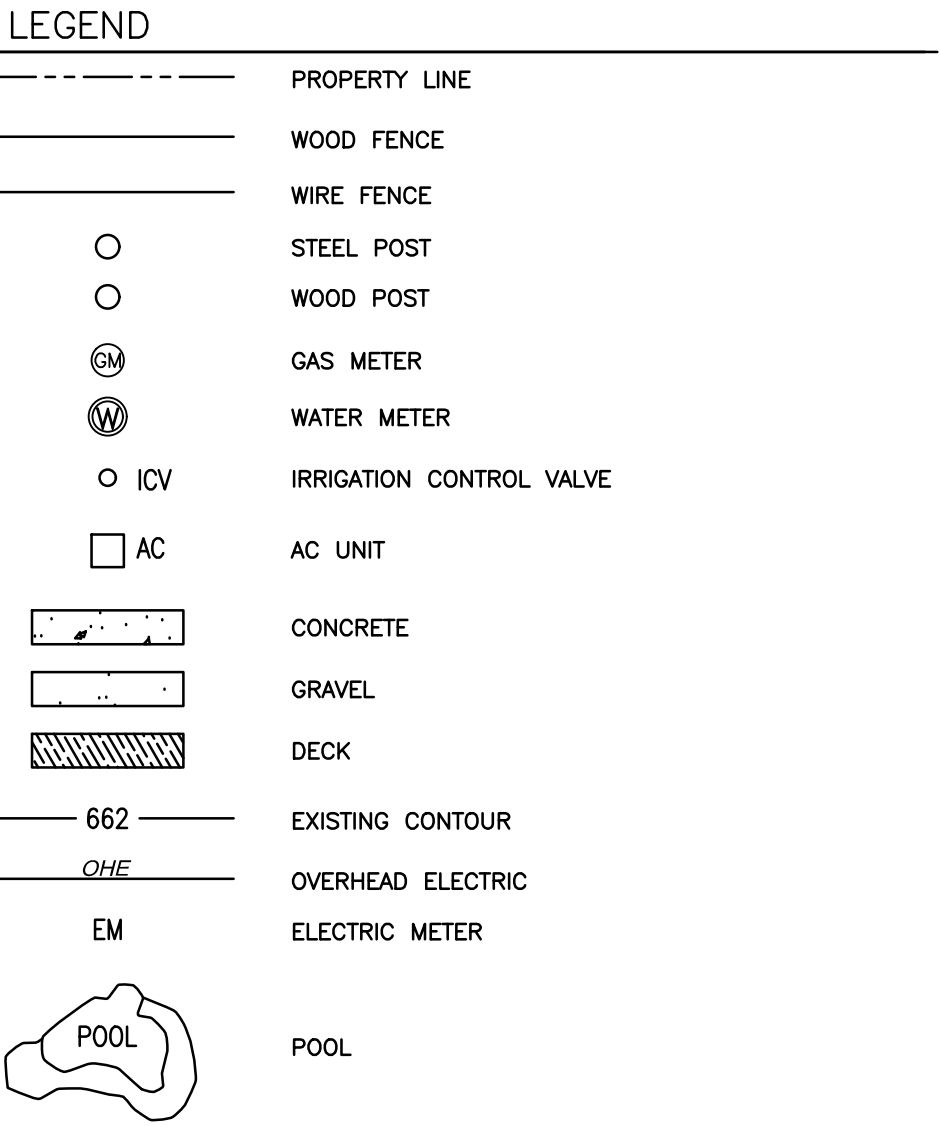 LEGEND
PROPERTY LINE
WOOD FENCE
WIRE FENCE
STEEL POST
WOOD POST
GM GAS METER
W WATER METER
ICV IRRIGATION CONTROL VALVE
AC AC UNIT
CONCRETE
GRAVEL
DECK
662 EXISTING CONTOUR
OHE OVERHEAD ELECTRIC
EM ELECTRIC METER
POOL POOL